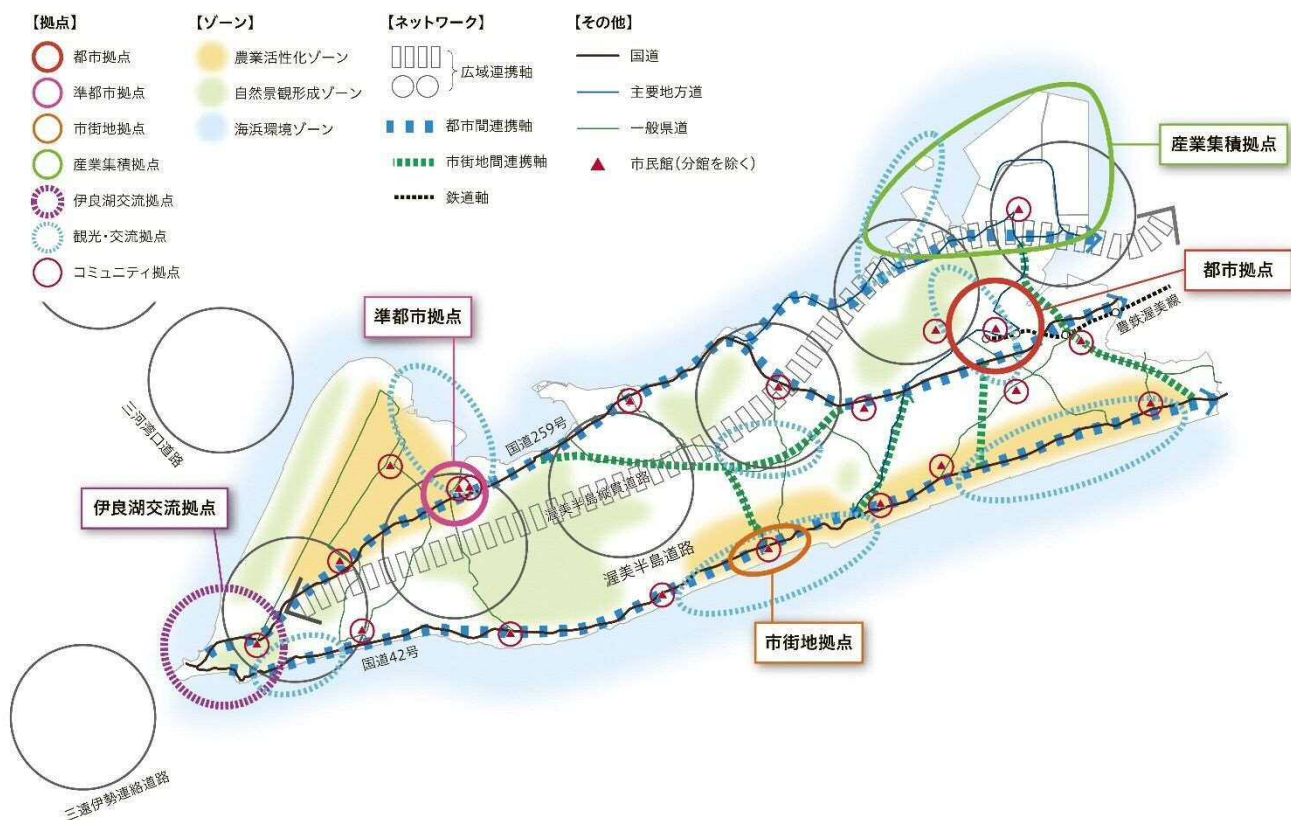 【拠点】
都市拠点
準都市拠点
市街地拠点
産業集積拠点
伊良湖交流拠点
観光・交流拠点
コミュニティ拠点
【ゾーン】
農業活性化ゾーン
自然景観形成ゾーン
海浜環境ゾーン
【ネットワーク】
広域連携軸
都市間連携軸
市街地間連携軸
鉄道軸
【その他】
国道
主要地方道
一般県道
市民館(分館を除く)
産業集積拠点
都市拠点
豊鉄渥美線
準都市拠点
三河湾口道路
国道259号
伊良湖交流拠点
渥美半島縦貫道路
渥美半島道路
市街地拠点
国道42号
三遠伊勢連絡道路